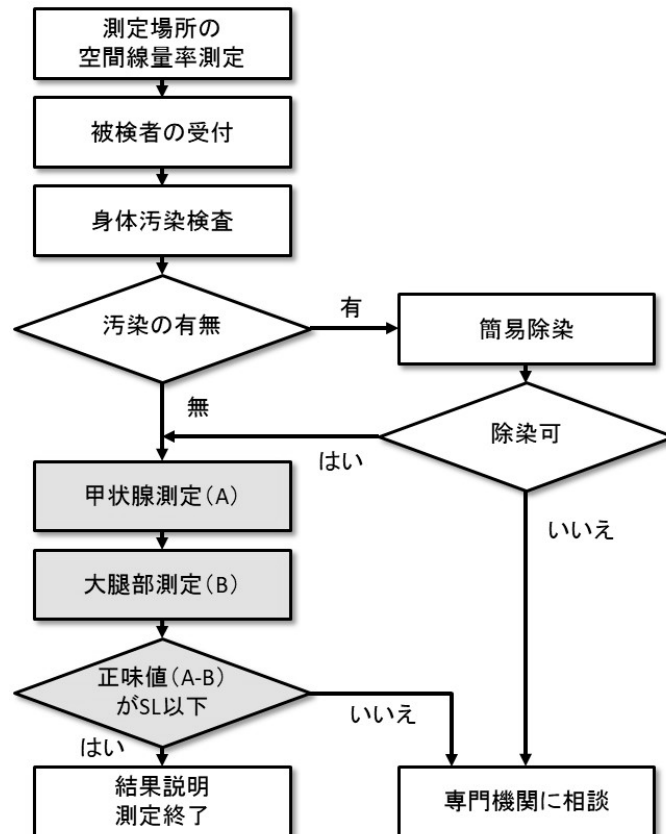 測定場所の
空間線量率測定
被検者の受付
身体汚染検査
汚染の有無
有
簡易除染
無
除染可
はい
甲状腺測定(A)
いいえ
大腿部測定(B)
正味値(A-B)
がSL以下
いいえ
はい
結果説明
測定終了
専門機関に相談